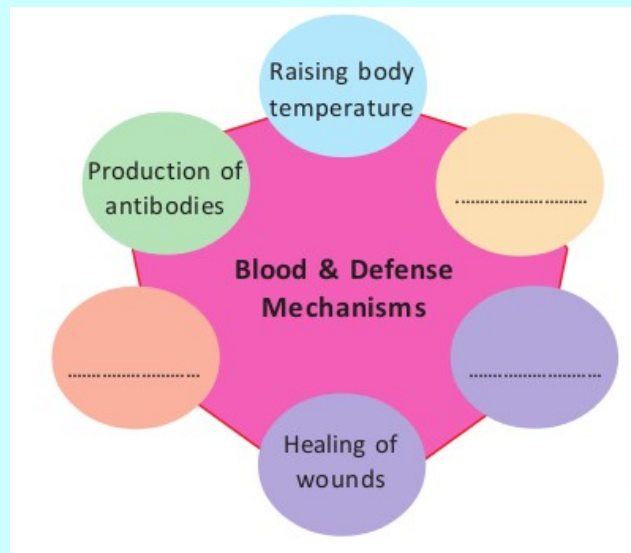 Raising body
temperature
Production of
antibodies
........................
Blood & Defense
Mechanisms
........................
........................
Healing of
wounds